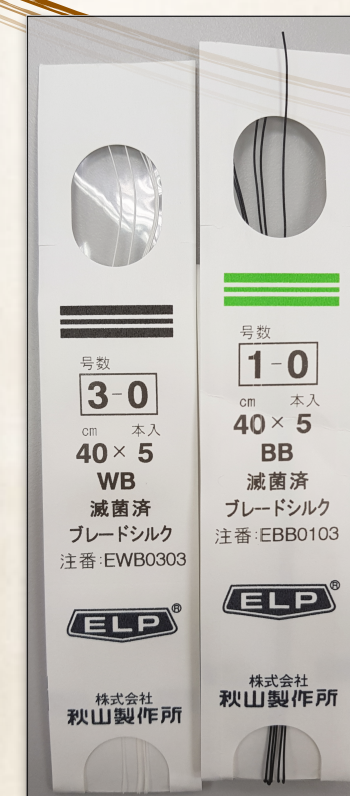 号数
3-0
cm 本入
40×5
WB
滅菌済
ブレードシルク
注番:EWB0303
ELP®
株式会社
秋山製作所
号数
1-0
cm 本入
40×5
BB
滅菌済
ブレードシルク
注番:EBB0103
ELP®
株式会社
秋山製作所